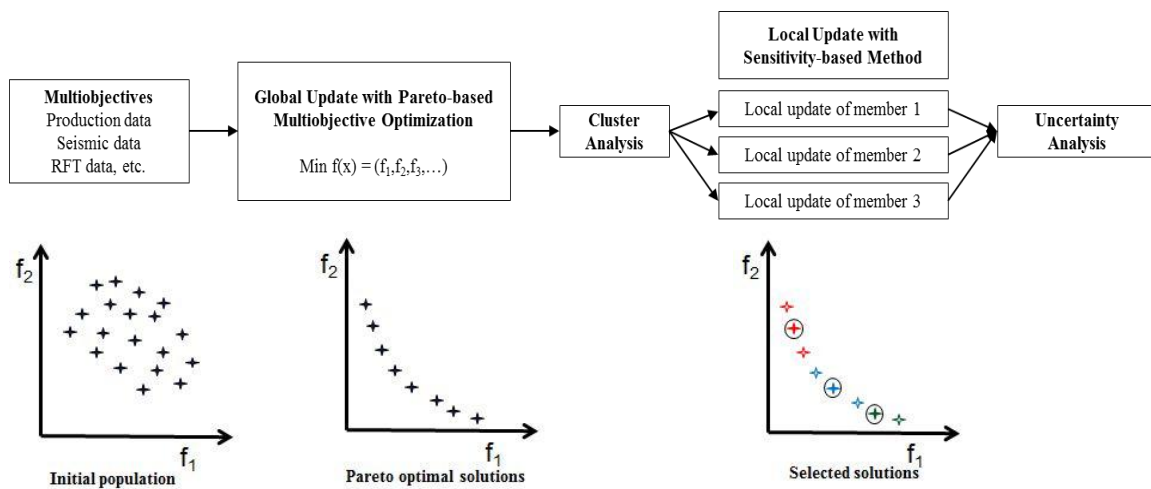 Multiobjectives
Production data
Seismic data
RFT data, etc.
Global Update with Pareto-based
Multiobjective Optimization
Min f(x) = (f₁,f₂,f₃,…)
Cluster
Analysis
Local Update with
Sensitivity-based Method
Local update of member 1
Local update of member 2
Local update of member 3
Uncertainty
Analysis
f₂
f₁
Initial population
f₂
f₁
Pareto optimal solutions
f₂
f₁
Selected solutions